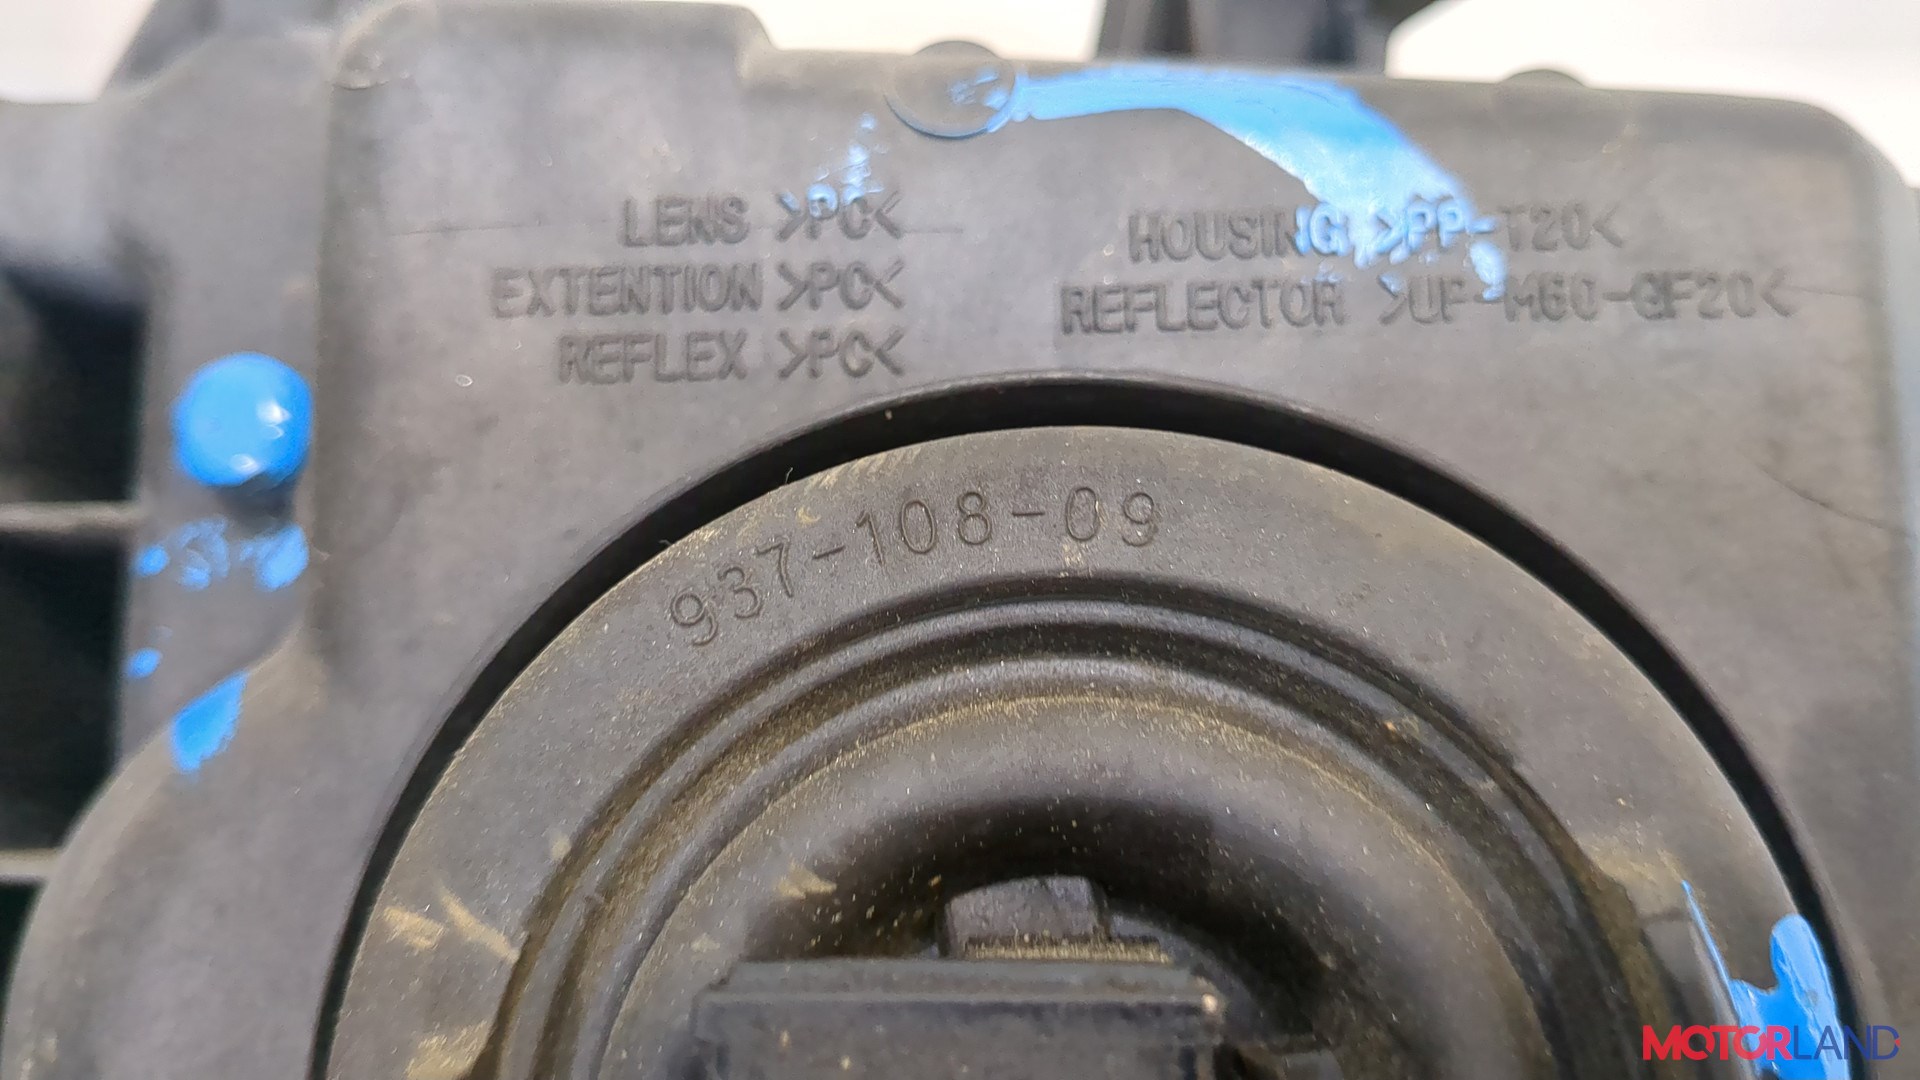 LENS >PC<
EXTENTION >PC<
REFLEX >PC<
HOUSING >PP-T20<
REFLECTOR >UP-M60-GF20<
937-108-09
MOTORLAND